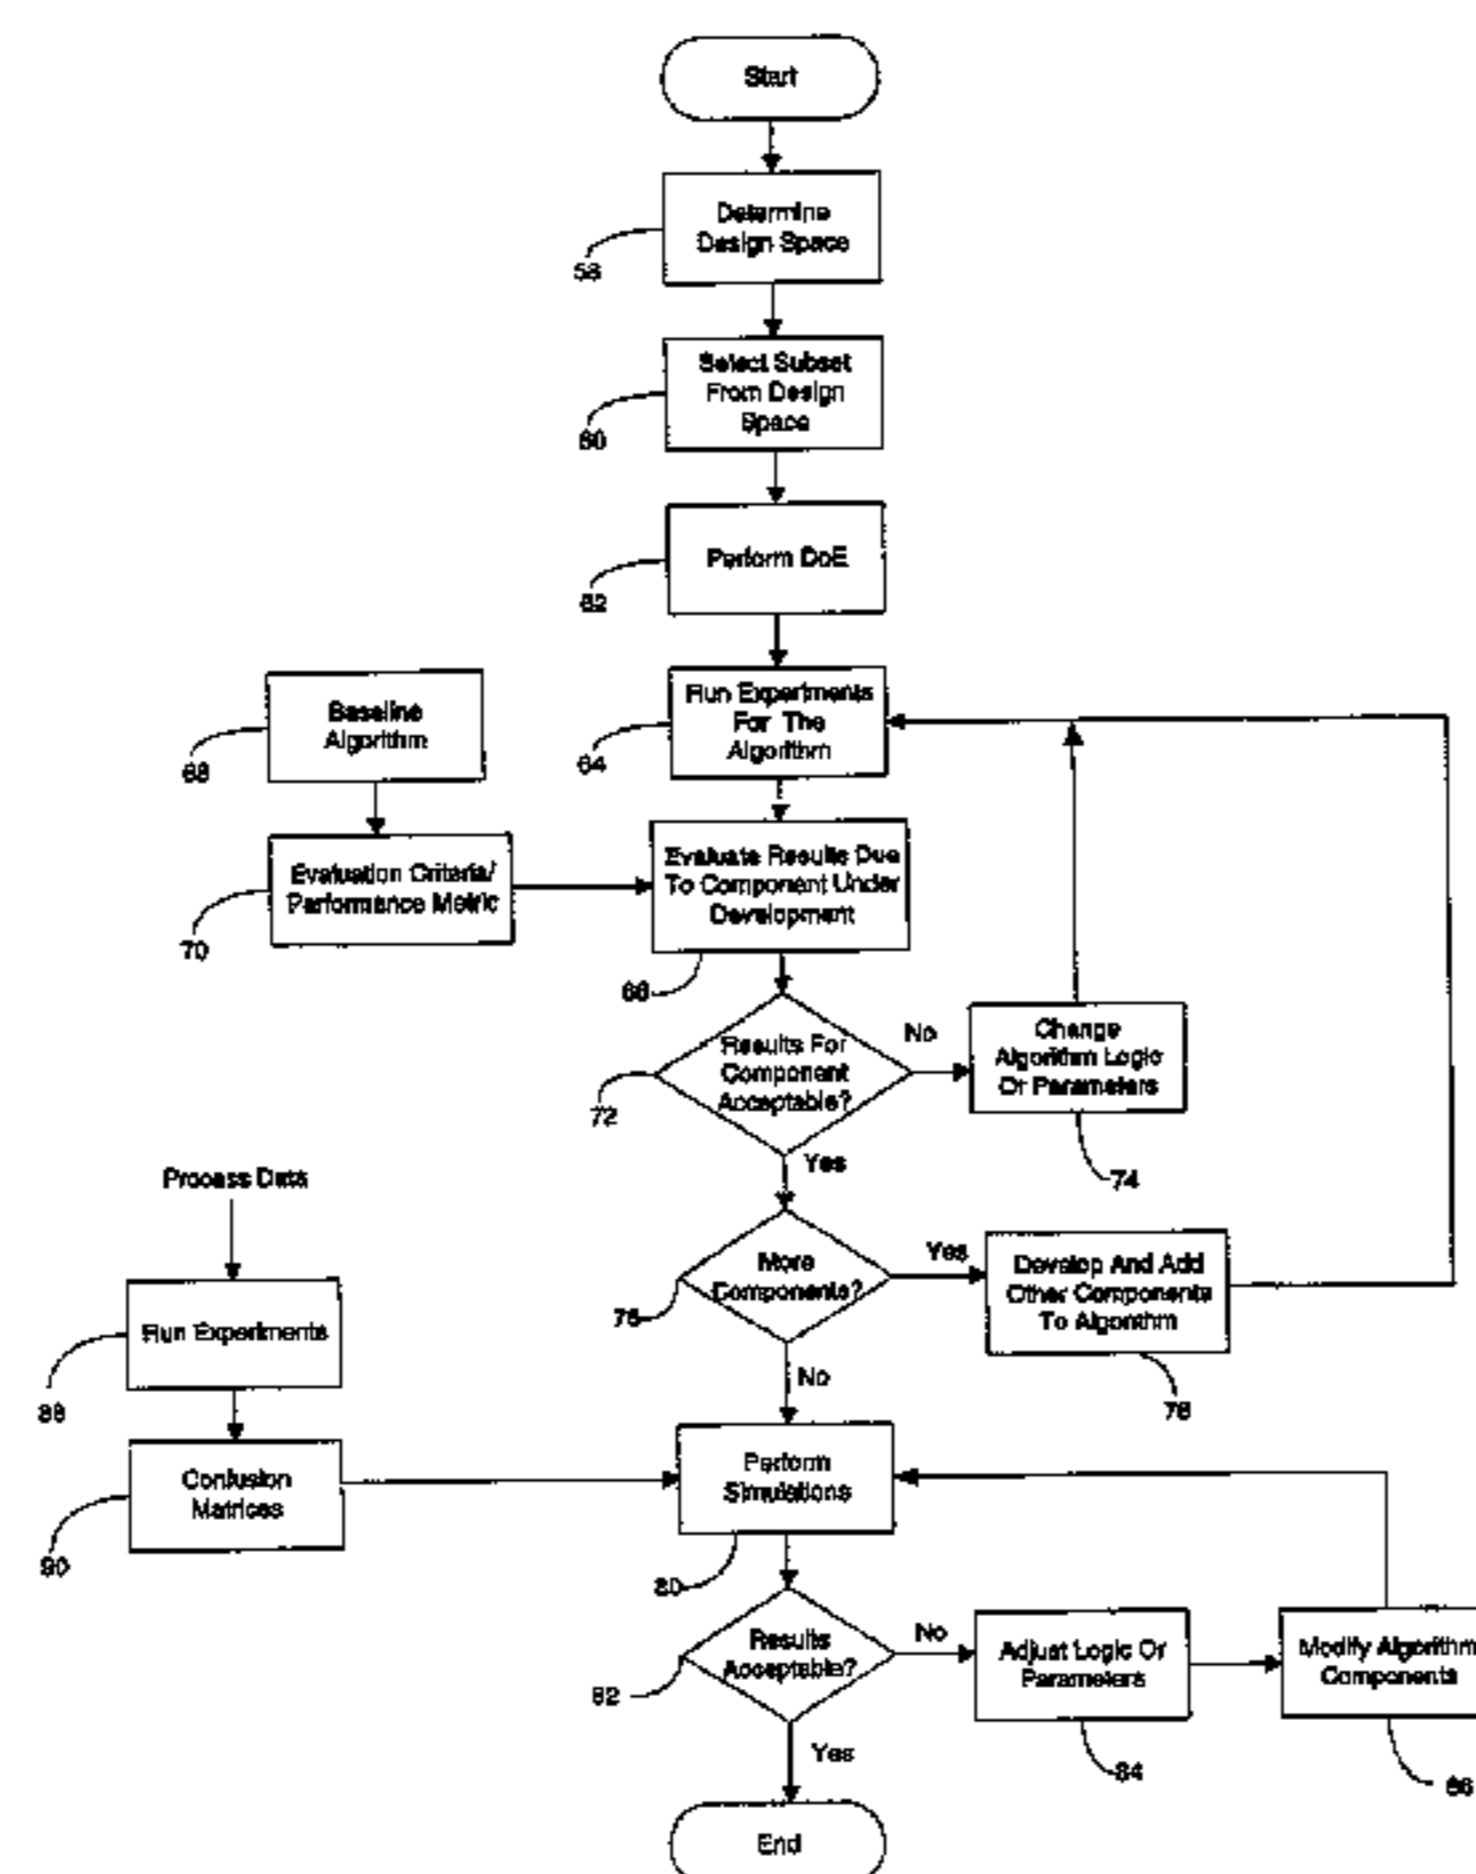 Start
Determine
Design Space
58
Select Subset
From Design
Space
60
Perform DoE
62
Baseline
Algorithm
68
Run Experiments
For The
Algorithm
64
Evaluation Criteria/
Performance Metric
70
Evaluate Results Due
To Component Under
Development
66
Results For
Component
Acceptable?
72
No
Change
Algorithm Logic
Or Parameters
74
Yes
Process Data
More
Components?
76
Yes
Develop And Add
Other Components
To Algorithm
78
Run Experiments
88
No
Confusion
Matrices
90
Perform
Simulations
80
Results
Acceptable?
82
No
Adjust Logic Or
Parameters
84
Modify Algorithm
Components
86
Yes
End